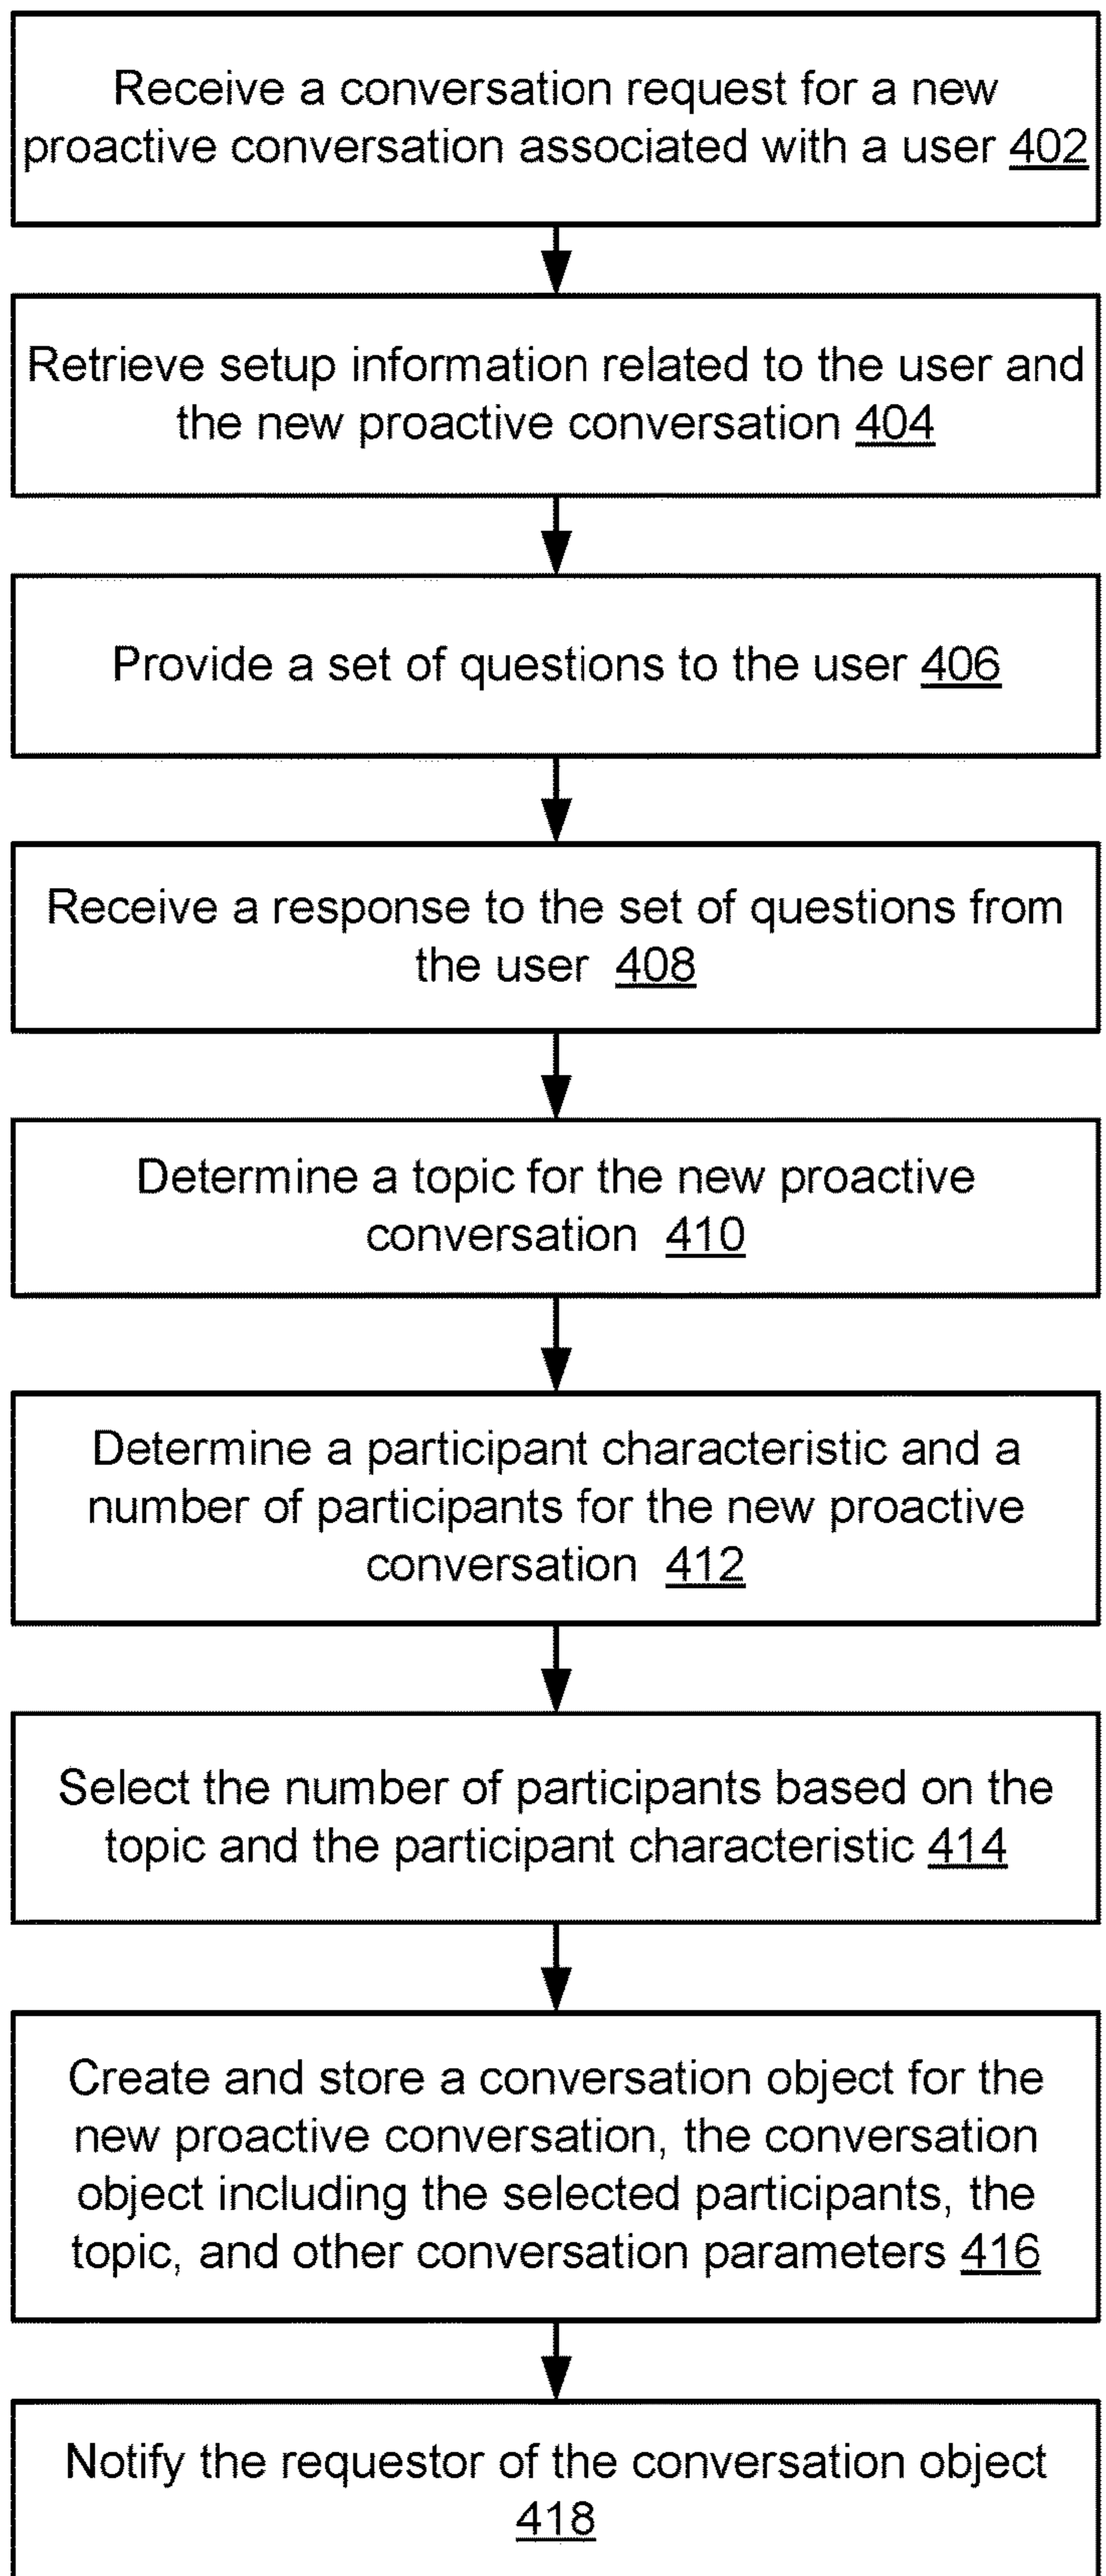 Receive a conversation request for a new
proactive conversation associated with a user 402
Retrieve setup information related to the user and
the new proactive conversation 404
Provide a set of questions to the user 406
Receive a response to the set of questions from
the user 408
Determine a topic for the new proactive
conversation 410
Determine a participant characteristic and a
number of participants for the new proactive
conversation 412
Select the number of participants based on the
topic and the participant characteristic 414
Create and store a conversation object for the
new proactive conversation, the conversation
object including the selected participants, the
topic, and other conversation parameters 416
Notify the requestor of the conversation object
418